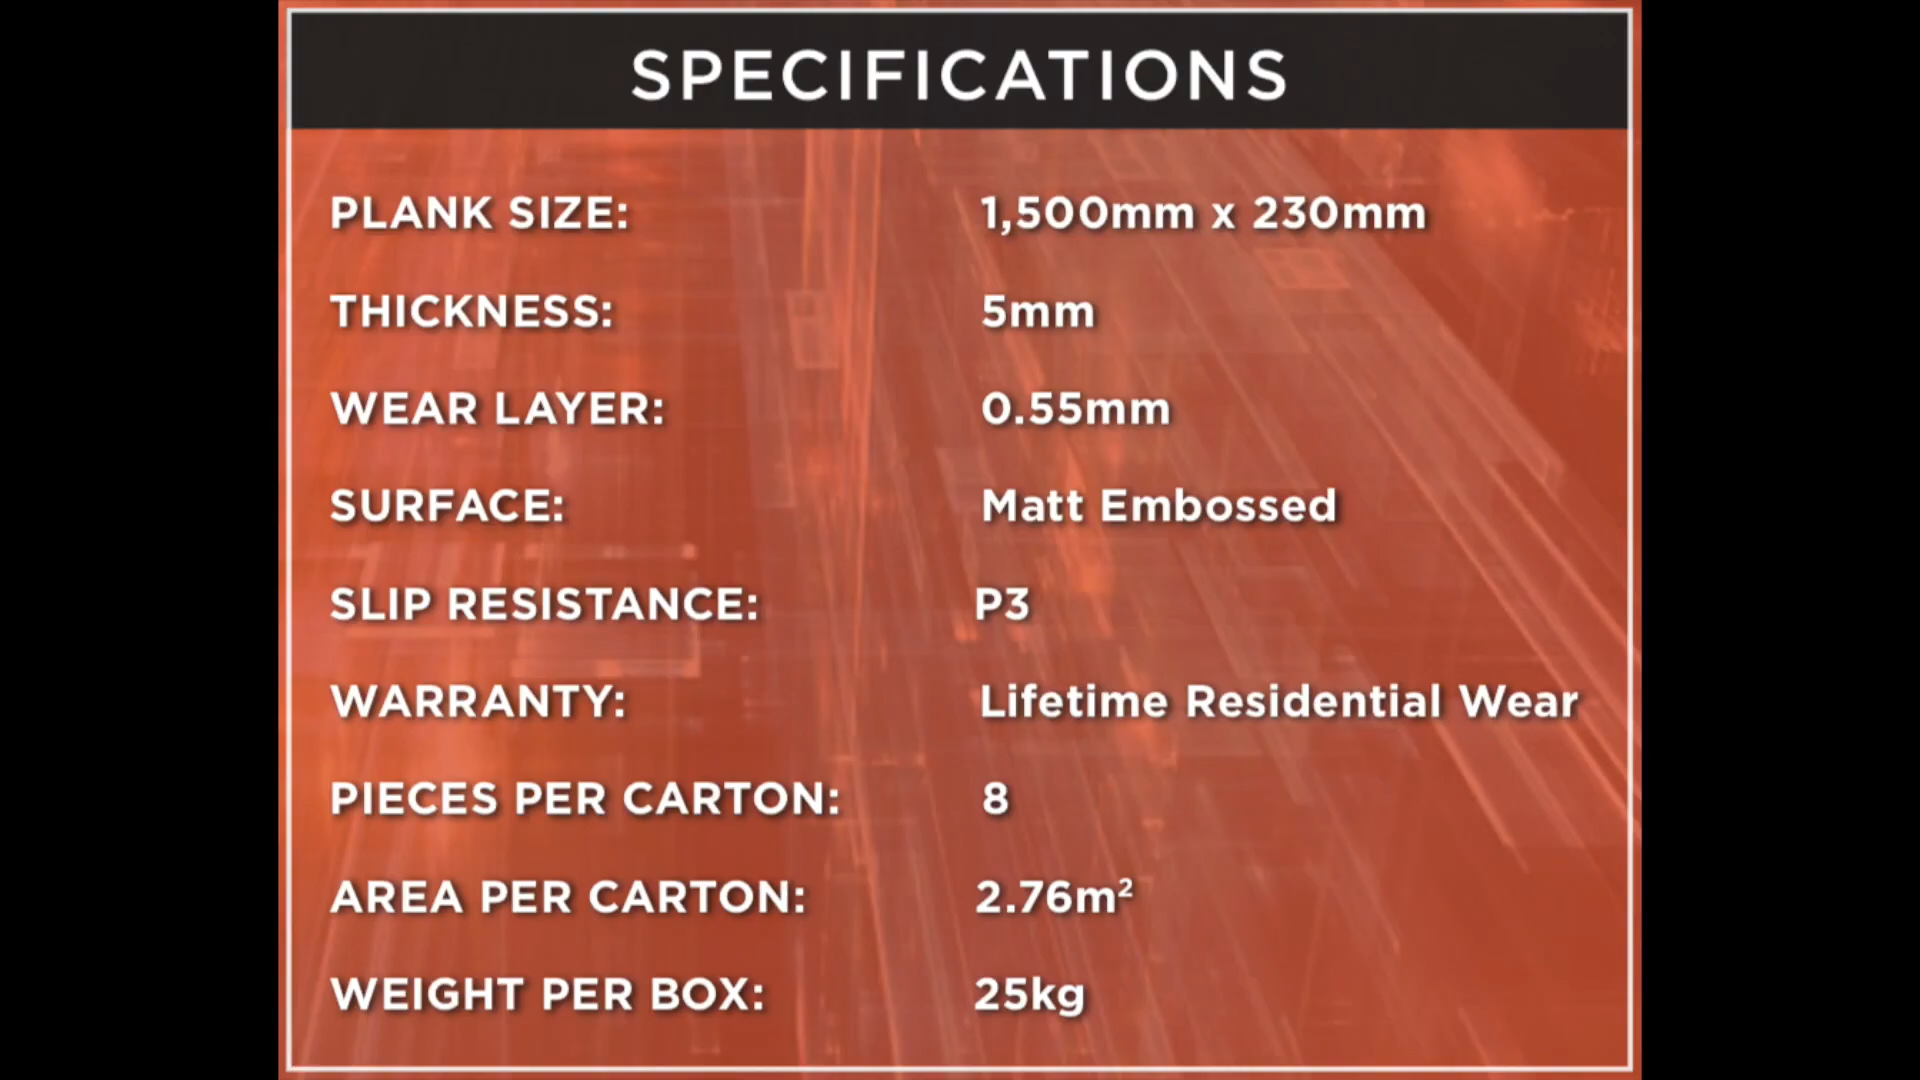 SPECIFICATIONS
PLANK SIZE: 1,500mm x 230mm
THICKNESS: 5mm
WEAR LAYER: 0.55mm
SURFACE: Matt Embossed
SLIP RESISTANCE: P3
WARRANTY: Lifetime Residential Wear
PIECES PER CARTON: 8
AREA PER CARTON: 2.76m²
WEIGHT PER BOX: 25kg